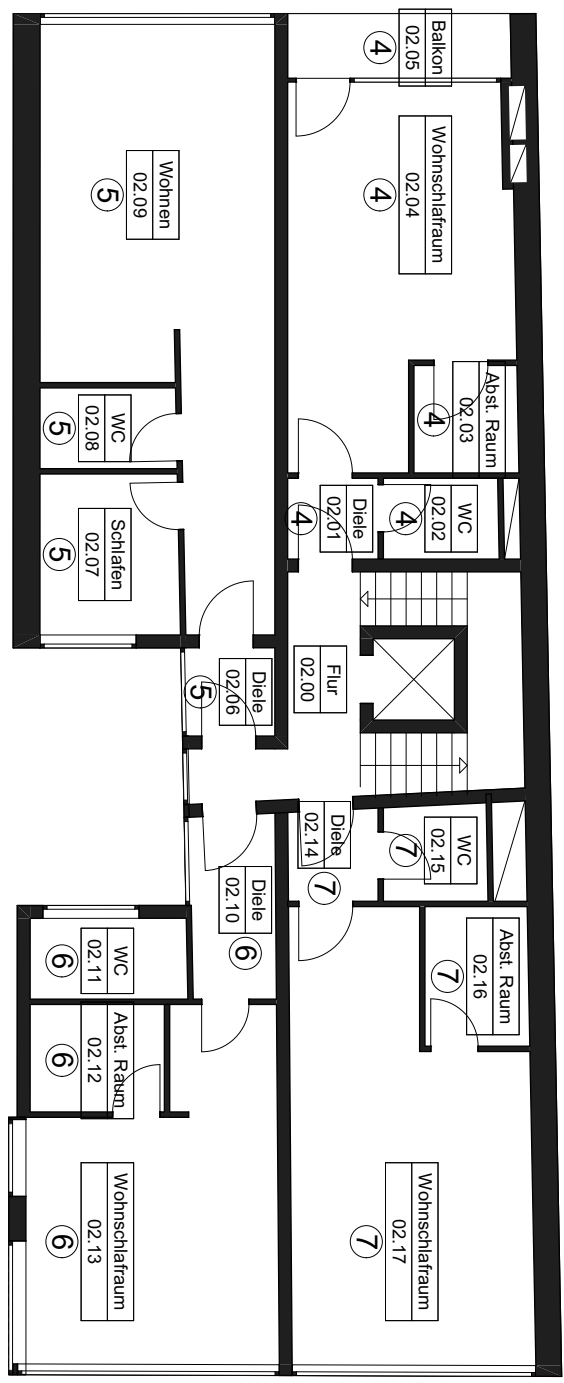 Balkon
02.05
4
Wohnschlafraum
02.04
4
Abst. Raum
02.03
4
WC
02.02
4
Diele
02.01
4
Flur
02.00
Wohnen
02.09
5
WC
02.08
5
Schlafen
02.07
5
Diele
02.06
5
Diele
02.10
6
WC
02.11
6
Abst. Raum
02.12
6
Wohnschlafraum
02.13
6
Diele
02.14
7
WC
02.15
7
Abst. Raum
02.16
7
Wohnschlafraum
02.17
7